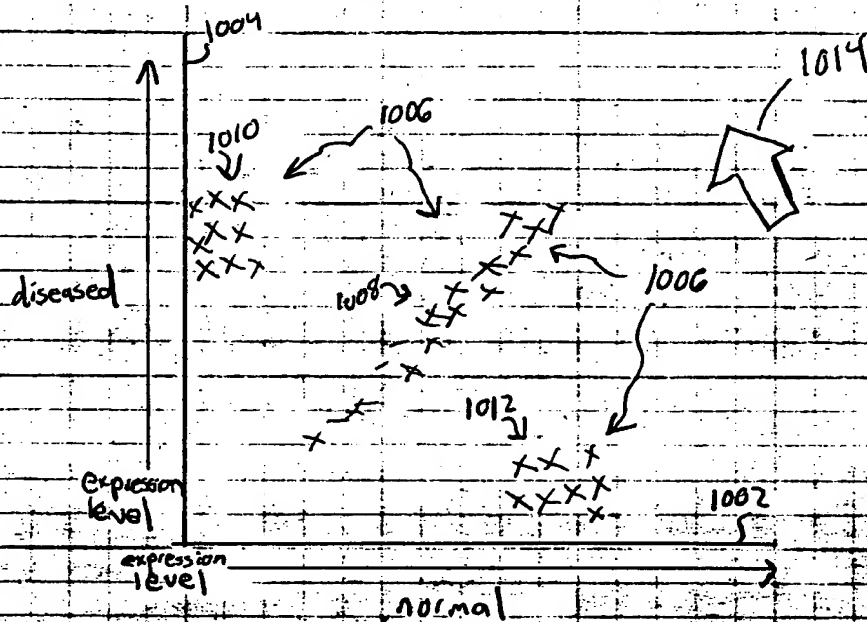 1004
1014
1006
1010
1006
diseased
1008
1012
expression
level
1002
expression
level
normal